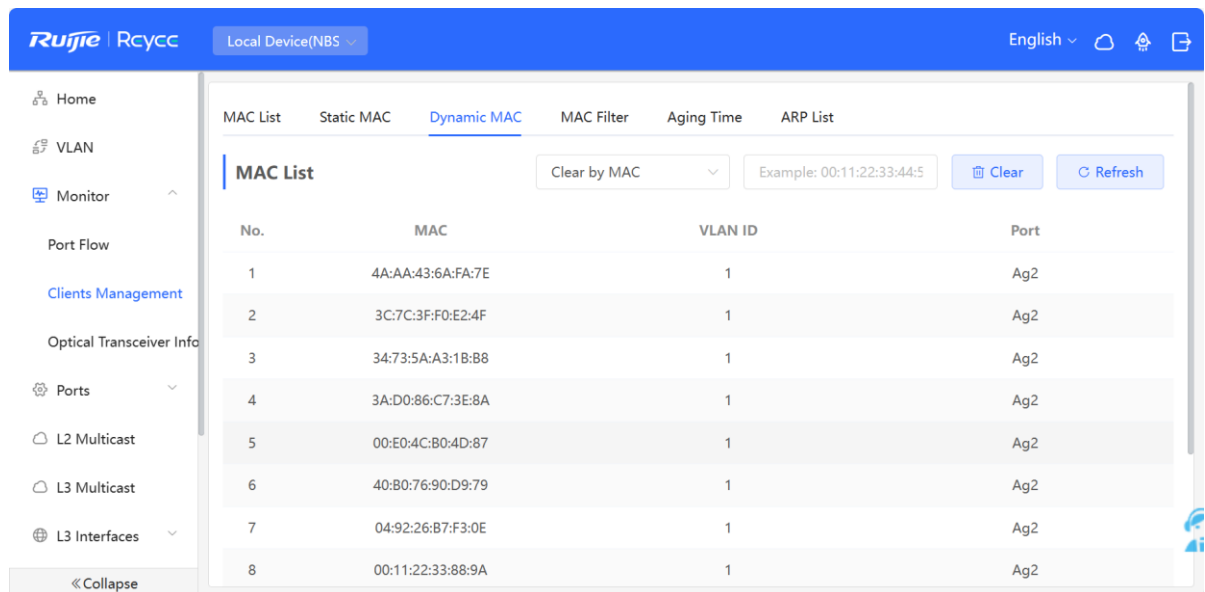 Ruijie | Rcycc
Local Device(NBS
English
Home
VLAN
Monitor
Port Flow
Clients Management
Optical Transceiver Info
Ports
L2 Multicast
L3 Multicast
L3 Interfaces
«Collapse
MAC List Static MAC Dynamic MAC MAC Filter Aging Time ARP List
MAC List
Clear by MAC
Example: 00:11:22:33:44:5
Clear
Refresh
No. MAC VLAN ID Port
1 4A:AA:43:6A:FA:7E 1 Ag2
2 3C:7C:3F:F0:E2:4F 1 Ag2
3 34:73:5A:A3:1B:B8 1 Ag2
4 3A:D0:86:C7:3E:8A 1 Ag2
5 00:E0:4C:B0:4D:87 1 Ag2
6 40:B0:76:90:D9:79 1 Ag2
7 04:92:26:B7:F3:0E 1 Ag2
8 00:11:22:33:88:9A 1 Ag2